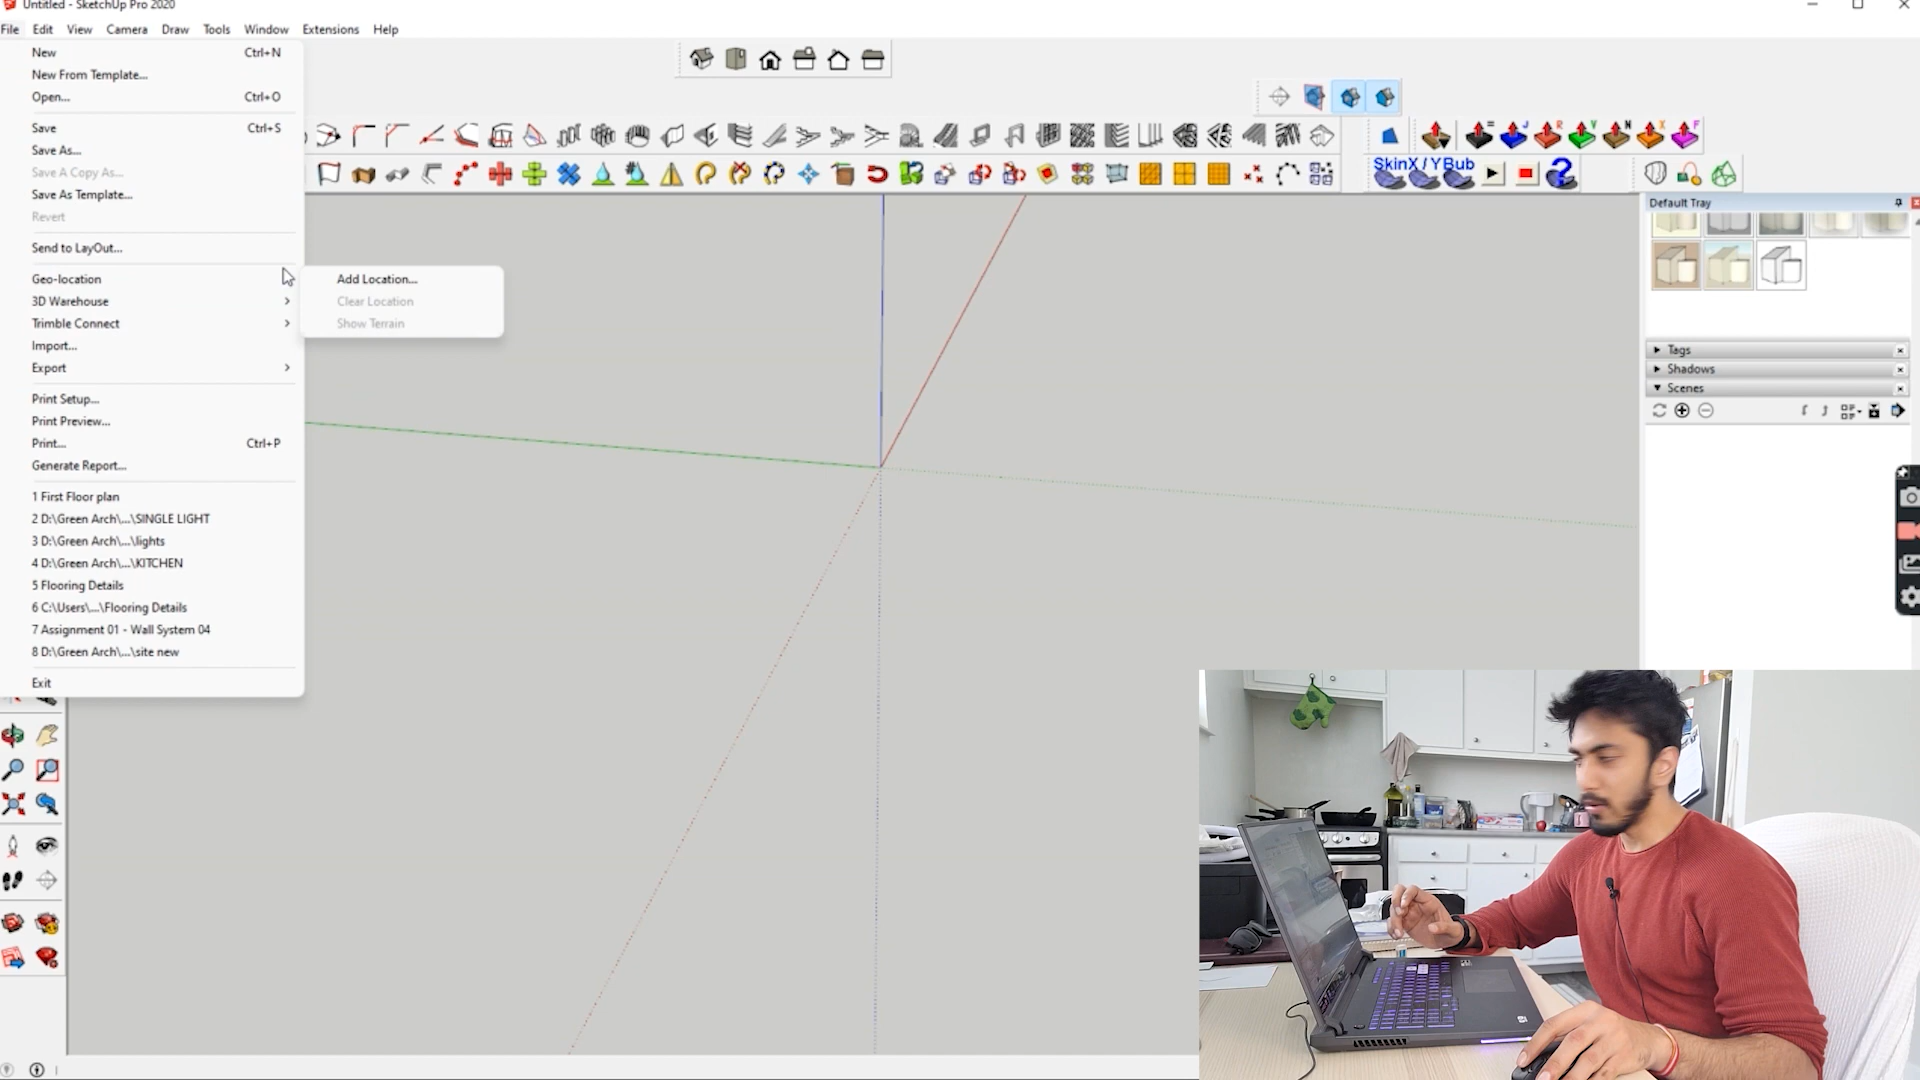 Untitled - SketchUp Pro 2020
File Edit View Camera Draw Tools Window Extensions Help
New Ctrl+N
New From Template...
Open... Ctrl+O
Save Ctrl+S
Save As...
Save A Copy As...
Save As Template...
Revert
Send to LayOut...
Geo-location
Add Location...
3D Warehouse
Clear Location
Trimble Connect
Show Terrain
Import...
Export
Print Setup...
Print Preview...
Print... Ctrl+P
Generate Report...
1 First Floor plan
2 D:\Green Arch\...\SINGLE LIGHT
3 D:\Green Arch\...\lights
4 D:\Green Arch\...\KITCHEN
5 Flooring Details
6 C:\Users\...\Flooring Details
7 Assignment 01 - Wall System 04
8 D:\Green Arch\...\site new
Exit
= J R V N X F
SkinX / YBub
Default Tray
Tags
Shadows
Scenes